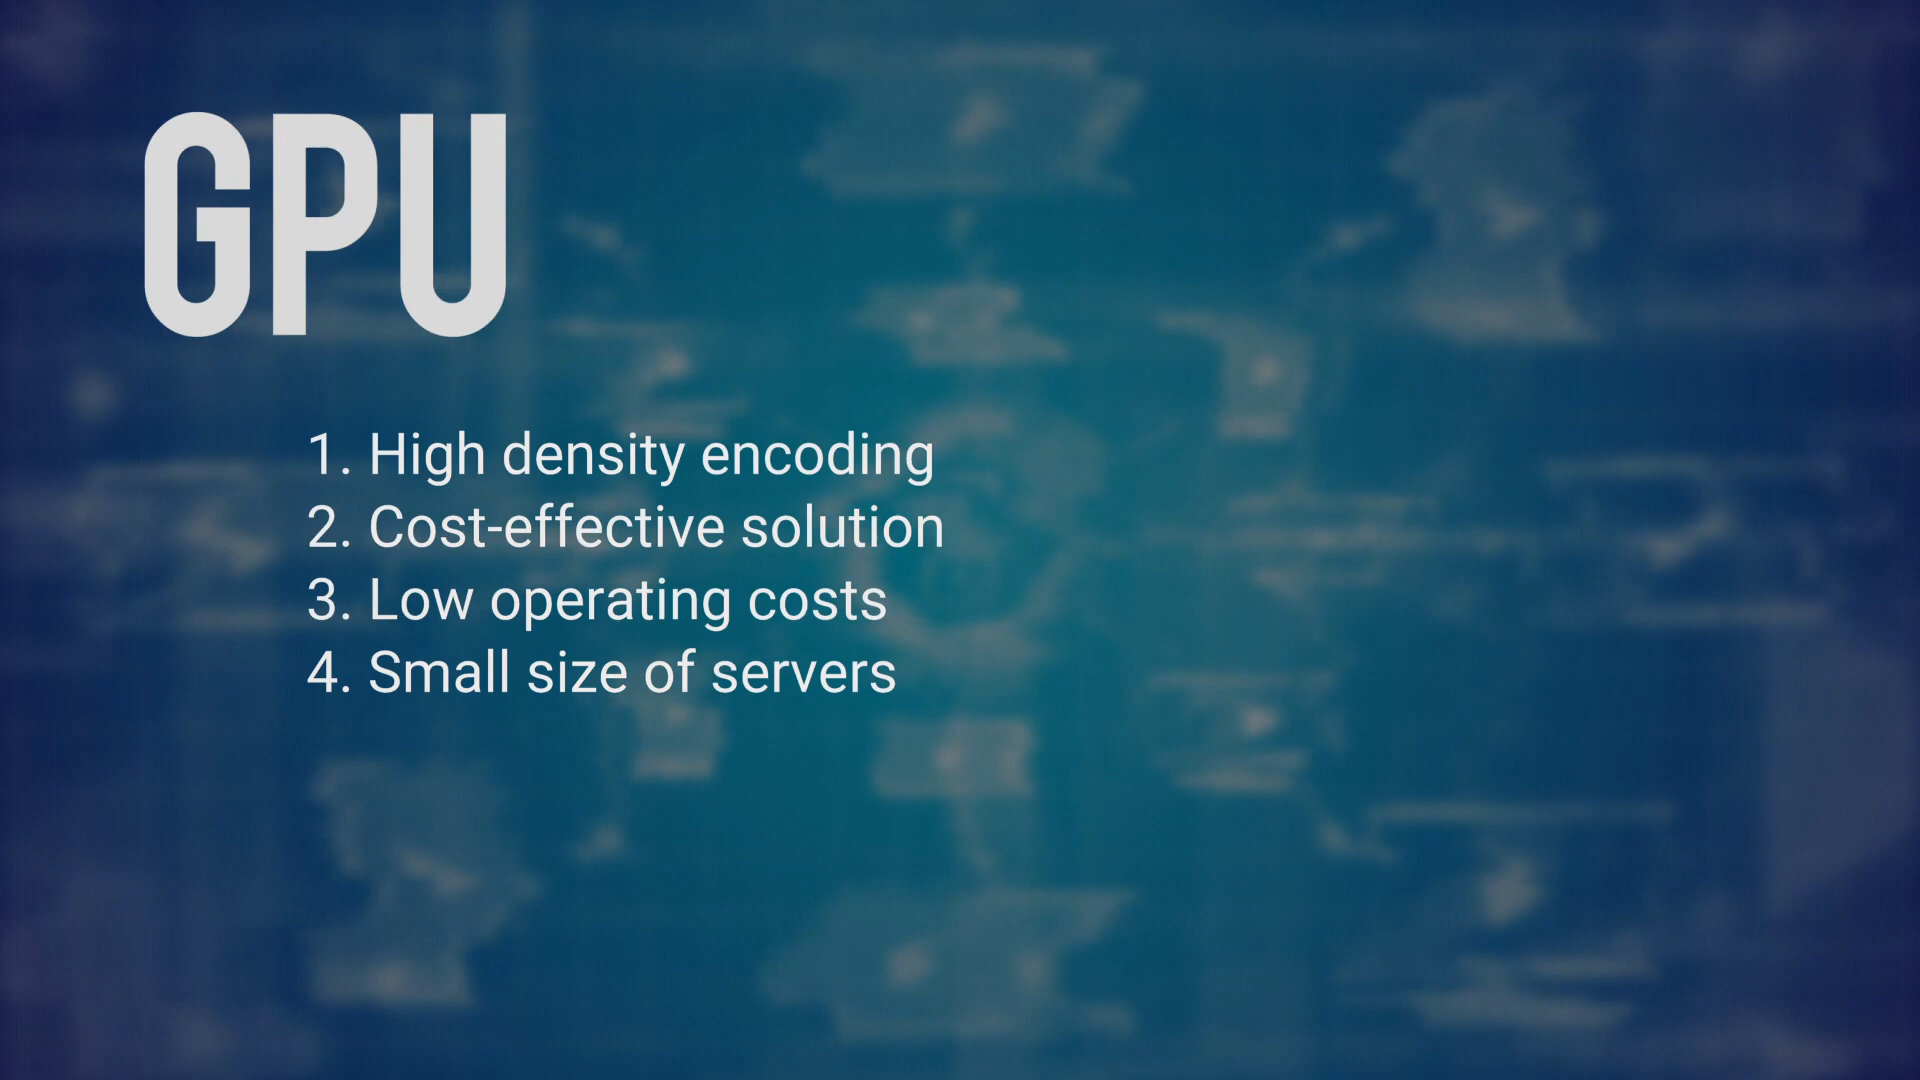 GPU
1. High density encoding
2. Cost-effective solution
3. Low operating costs
4. Small size of servers